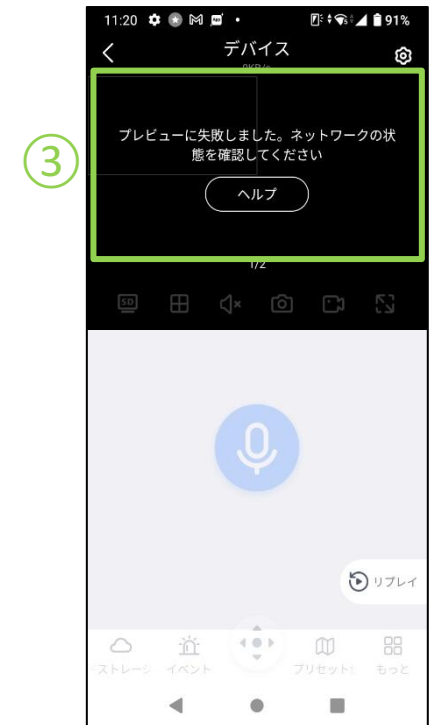 11:20
91%
デバイス
0KB/s
③
プレビューに失敗しました。ネットワークの状
態を確認してください
ヘルプ
1/2
SD
リプレイ
ストレージ
イベント
プリセット
もっと